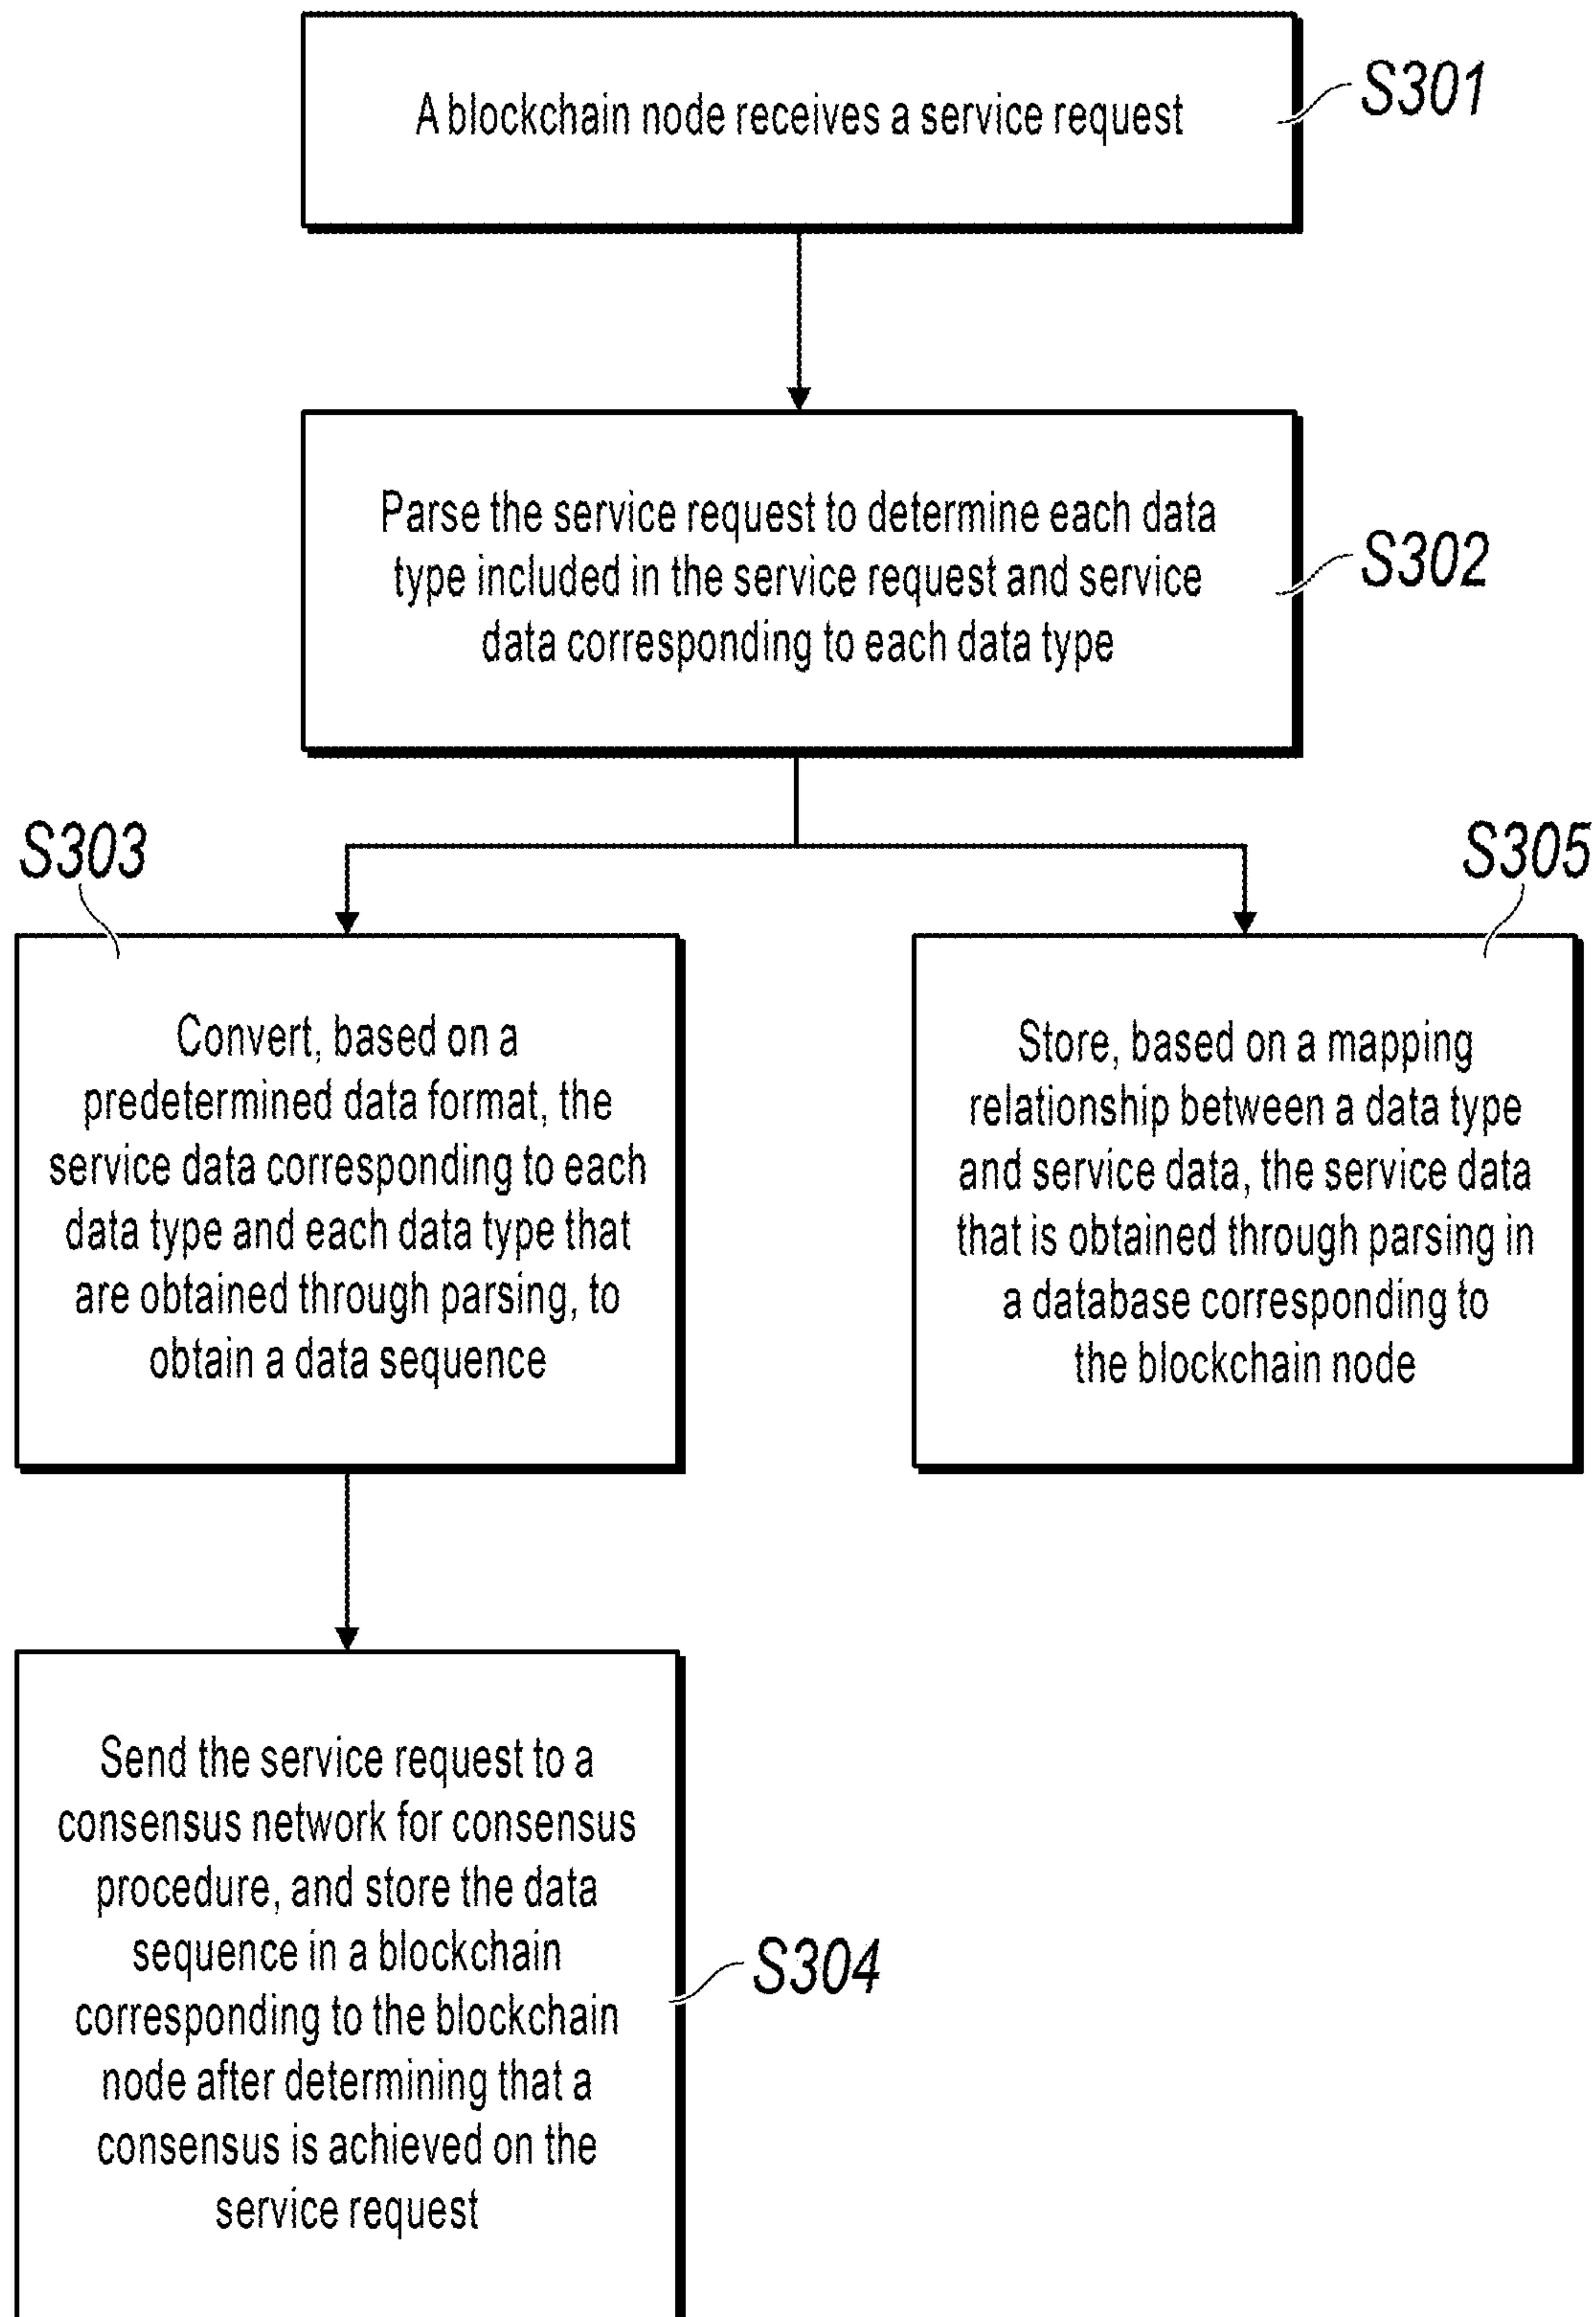 A blockchain node receives a service request
S301
Parse the service request to determine each data
type included in the service request and service
data corresponding to each data type
S302
S303
Convert, based on a
predetermined data format, the
service data corresponding to each
data type and each data type that
are obtained through parsing, to
obtain a data sequence
S305
Store, based on a mapping
relationship between a data type
and service data, the service data
that is obtained through parsing in
a database corresponding to
the blockchain node
Send the service request to a
consensus network for consensus
procedure, and store the data
sequence in a blockchain
corresponding to the blockchain
node after determining that a
consensus is achieved on the
service request
S304